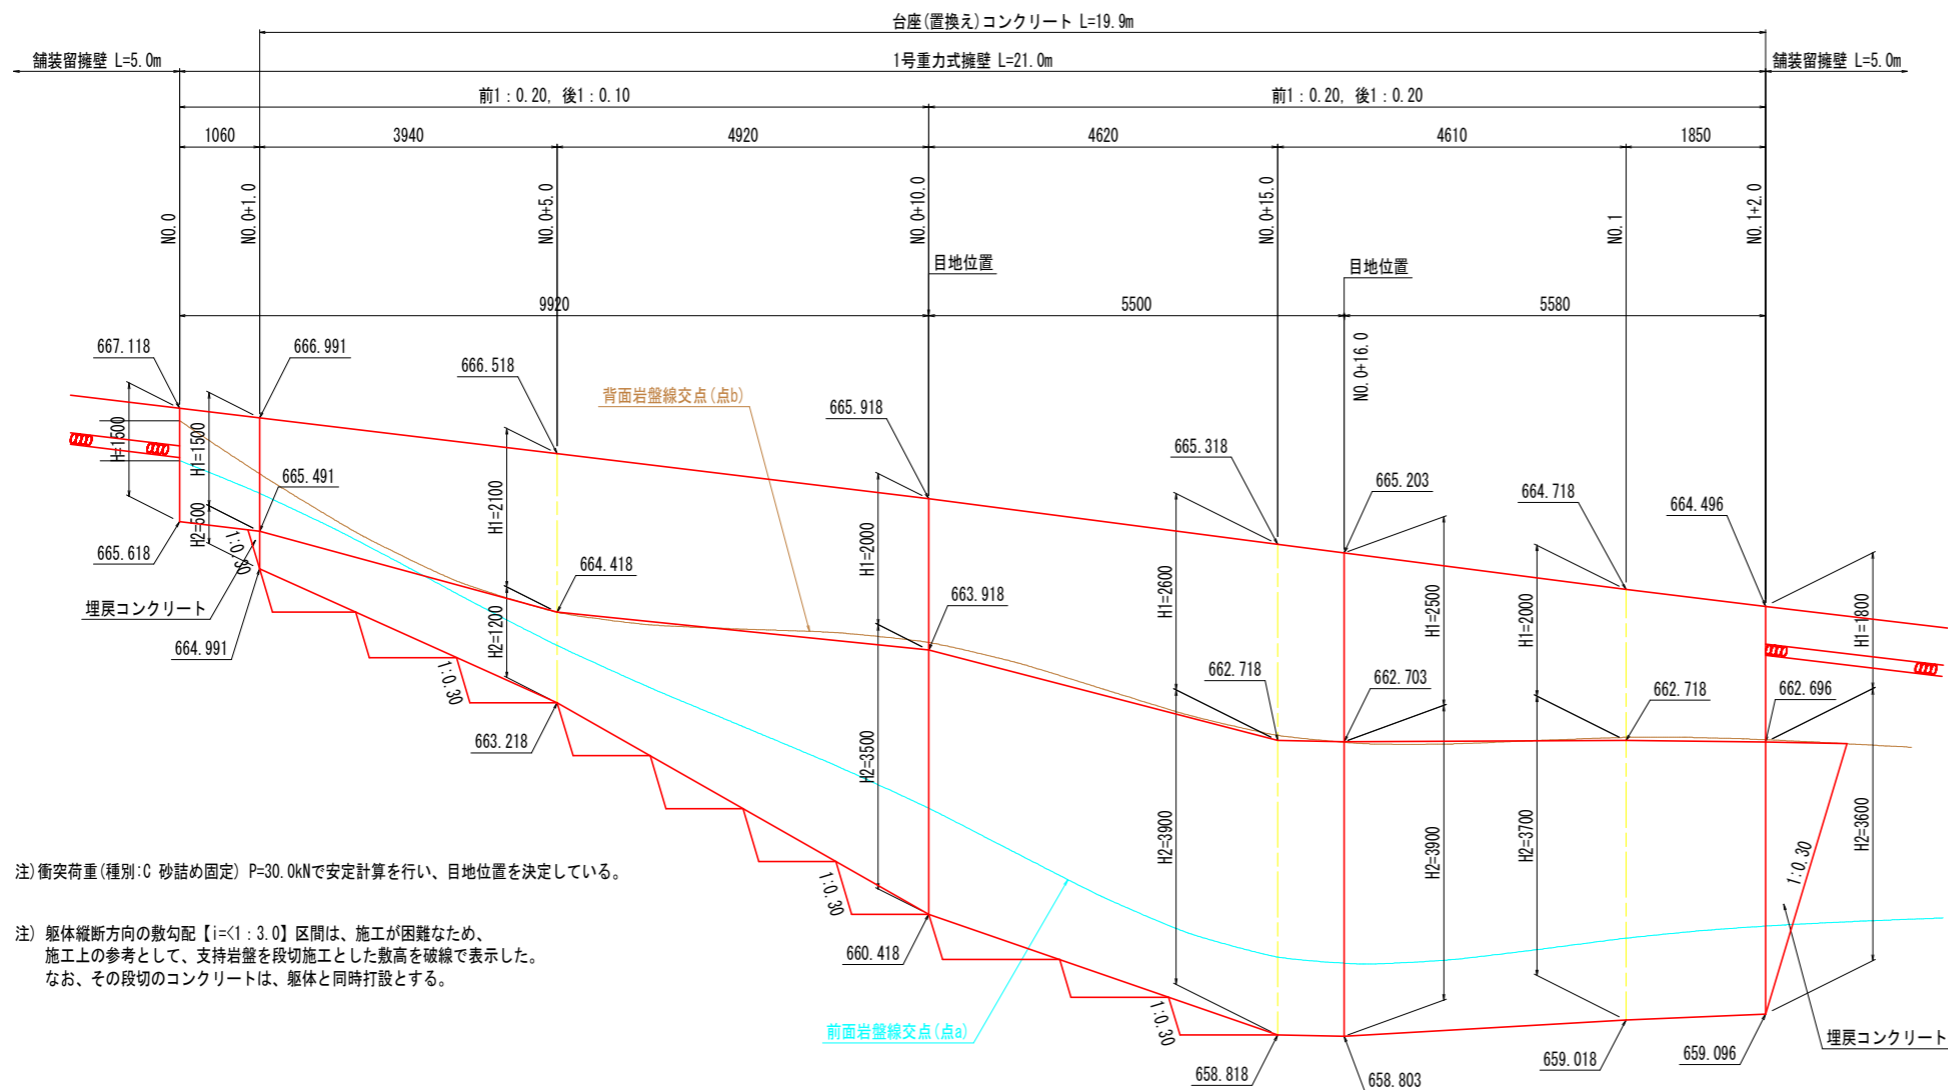 台座(置換え)コンクリート L=19.9m
舗装留擁壁 L=5.0m
1号重力式擁壁 L=21.0m
舗装留擁壁 L=5.0m
前1：0.20, 後1：0.10
前1：0.20, 後1：0.20
1060
3940
4920
4620
4610
1850
NO.0
NO.0+1.0
NO.0+5.0
NO.0+10.0
NO.0+15.0
NO.1
NO.1+2.0
目地位置
目地位置
9920
5500
5580
NO.0+16.0
667.118
666.991
666.518
背面岩盤線交点(点b)
665.918
665.318
665.203
664.718
664.496
H=1500
H1=1500
H2=500
665.491
H1=2100
H1=2000
H1=2600
H1=2500
H1=2000
H1=1800
665.618
1:0.30
埋戻コンクリート
664.991
664.418
H2=1200
663.918
662.718
662.703
662.718
662.696
1:0.30
663.218
H2=3500
H2=3900
H2=3900
H2=3700
H2=3600
1:0.30
1:0.30
注)衝突荷重(種別:C 砂詰め固定) P=30.0kNで安定計算を行い、目地位置を決定している。
注) 躯体縦断方向の敷勾配【i=<1：3.0】区間は、施工が困難なため、
施工上の参考として、支持岩盤を段切施工とした敷高を破線で表示した。
なお、その段切のコンクリートは、躯体と同時打設とする。
660.418
1:0.30
前面岩盤線交点(点a)
658.818
658.803
659.018
659.096
埋戻コンクリート